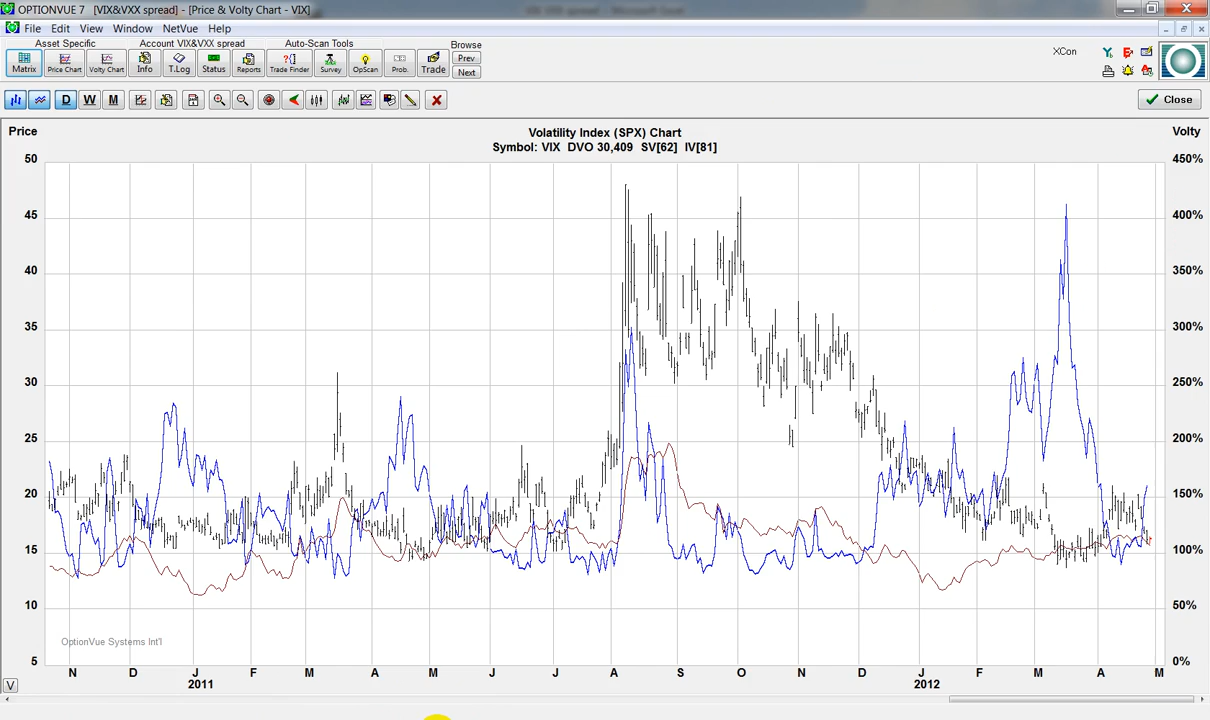 OPTIONVUE 7 [VIX&VXX spread] - [Price & Volty Chart - VIX]
File Edit View Window NetVue Help
Asset Specific Account VIX&VXX spread Auto-Scan Tools Browse
Matrix Price Chart Volty Chart Info T.Log Status Reports Trade Finder Survey OpScan Prob. Trade Prev Next
XCon
D W M
Close
Price Volatility Index (SPX) Chart Volty
Symbol: VIX DVO 30,409 SV[62] IV[81]
50 450%
45 400%
40 350%
35 300%
30 250%
25 200%
20 150%
15 100%
10 50%
OptionVue Systems Int'l
5 0%
N D J F M A M J J A S O N D J F M A M
2011 2012
V